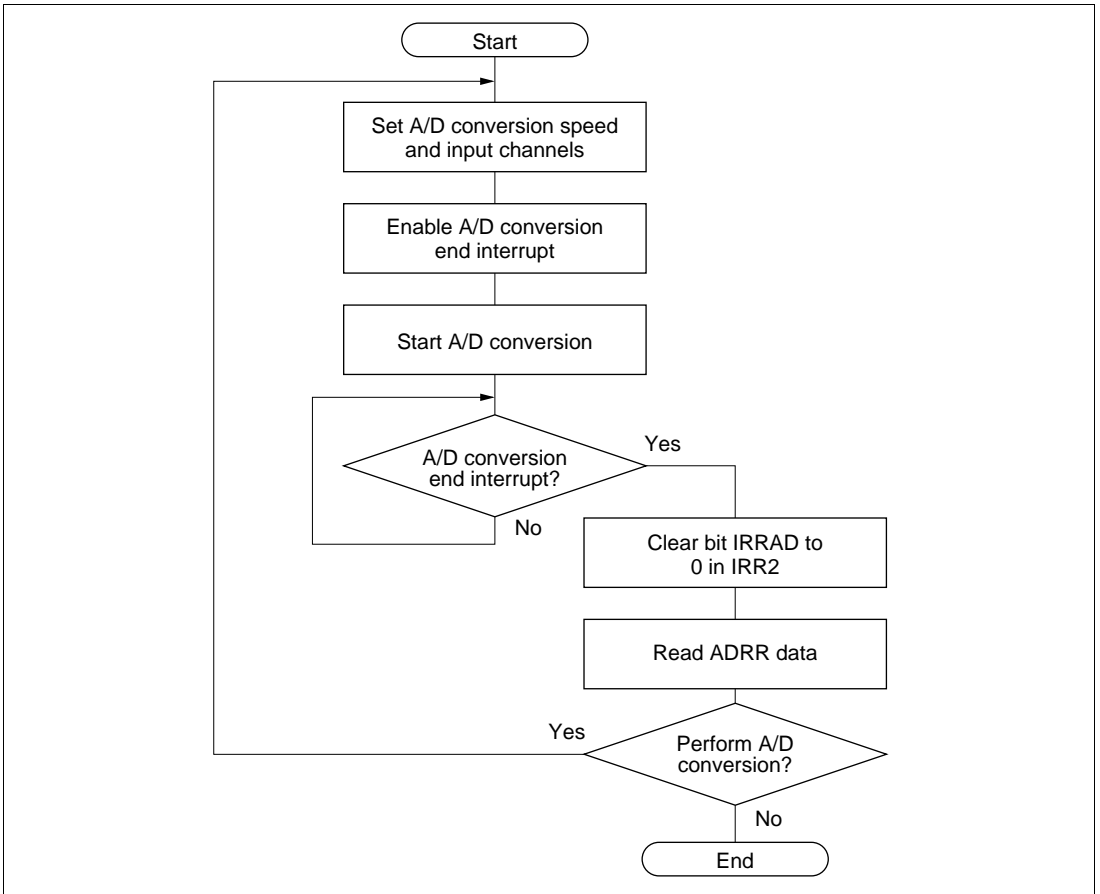 Start
Set A/D conversion speed
and input channels
Enable A/D conversion
end interrupt
Start A/D conversion
A/D conversion
end interrupt?
Yes
No
Clear bit IRRAD to
0 in IRR2
Read ADRR data
Perform A/D
conversion?
Yes
No
End